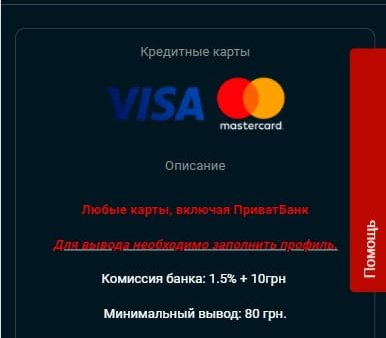 Кредитные карты
VISA
mastercard.
Описание
Любые карты, включая ПриватБанк
Для вывода необходимо заполнить профиль.
Комиссия банка: 1.5% + 10грн
Минимальный вывод: 80 грн.
Помощь